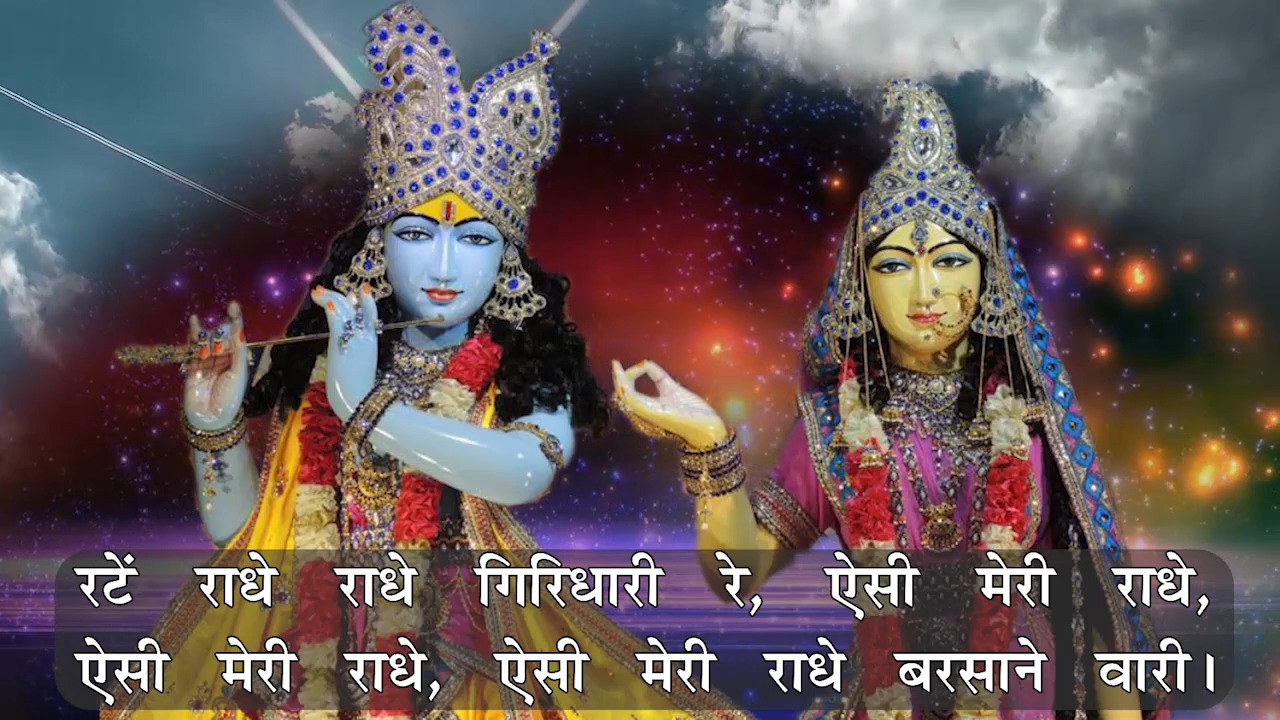 रटें राधे राधे गिरिधारी रे, ऐसी मेरी राधे,
ऐसी मेरी राधे, ऐसी मेरी राधे बरसाने वारी।